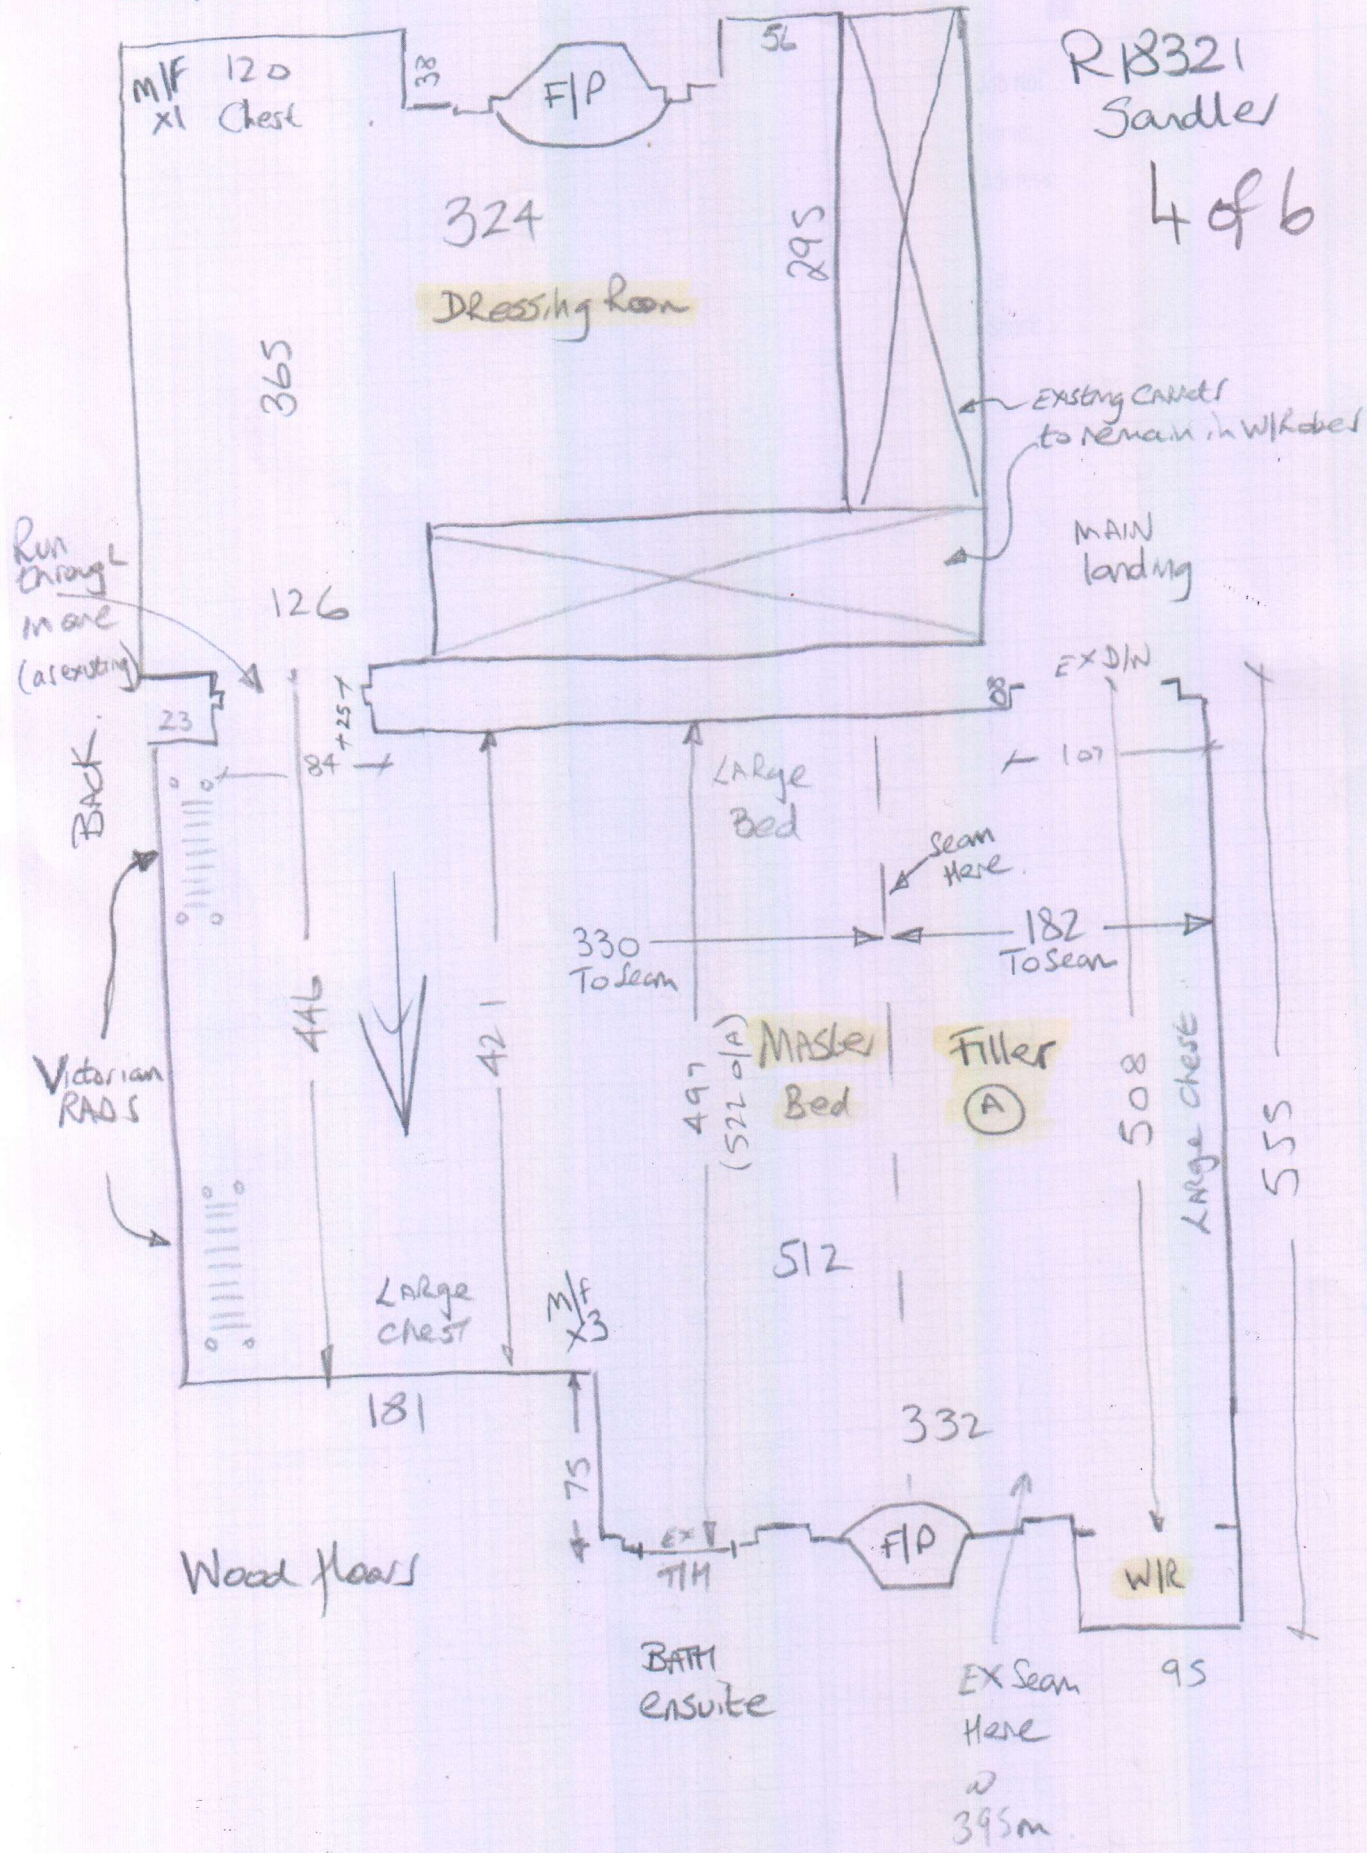 R18321
Sandler
4 of 6
M/F
x1
120
Chest
38
F/P
56
324
295
Dressing Room
365
Existing Carpets
to remain in W/Robes
Main
landing
Run
through
in one
(as existing)
126
EX D/W
8
23
+25
84
107
Back
Large
Bed
Seam
Here
330
To Seam
182
To Seam
446
421
497
(522 o/A)
Master
Bed
Filler
A
508
Large Chest
555
Victorian
RADS
512
Large
Chest
M/F
x3
181
332
75
EX
T/H
F/P
W/R
Wood floors
BATH
ensuite
EX Seam
Here
@
395m
95